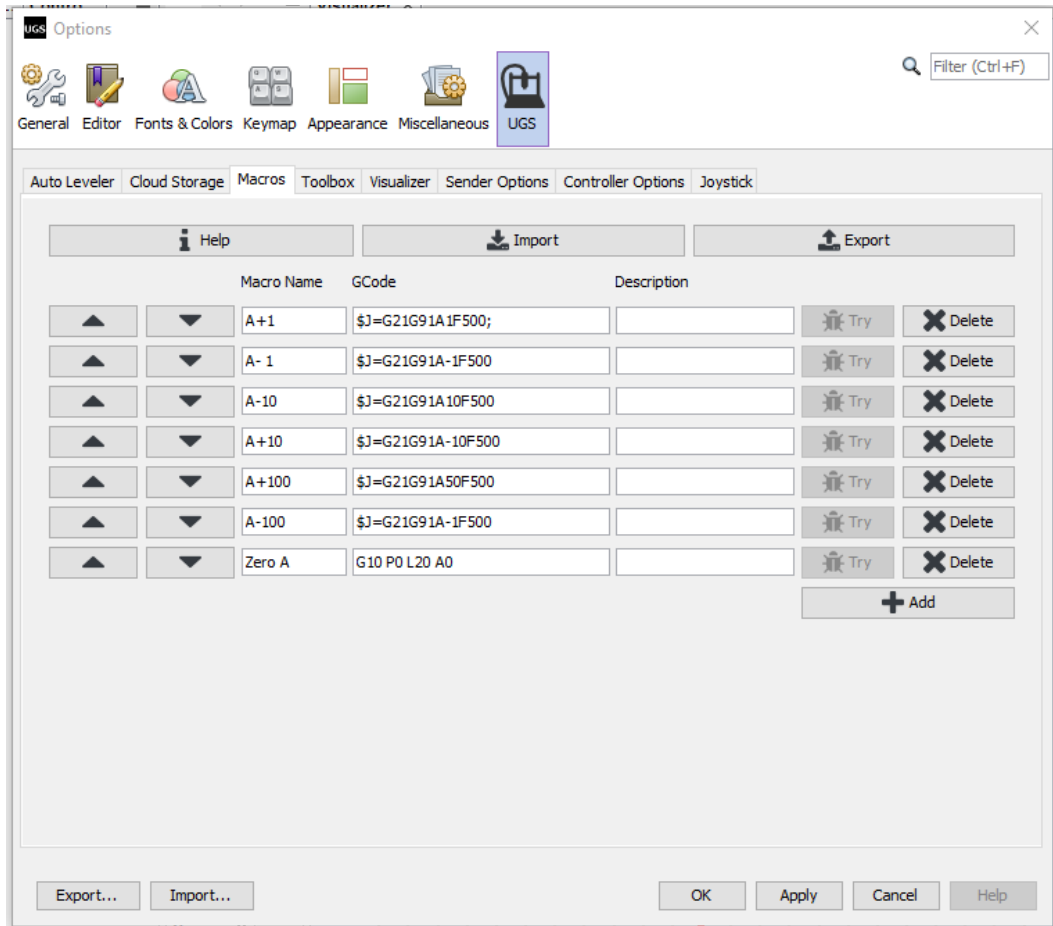 UGS Options
Filter (Ctrl+F)
General Editor Fonts & Colors Keymap Appearance Miscellaneous UGS
Auto Leveler Cloud Storage Macros Toolbox Visualizer Sender Options Controller Options Joystick
Help Import Export
Macro Name GCode Description
A+1 $J=G21G91A1F500; Try Delete
A- 1 $J=G21G91A-1F500 Try Delete
A-10 $J=G21G91A10F500 Try Delete
A+10 $J=G21G91A-10F500 Try Delete
A+100 $J=G21G91A50F500 Try Delete
A-100 $J=G21G91A-1F500 Try Delete
Zero A G10 P0 L20 A0 Try Delete
Add
Export... Import... OK Apply Cancel Help